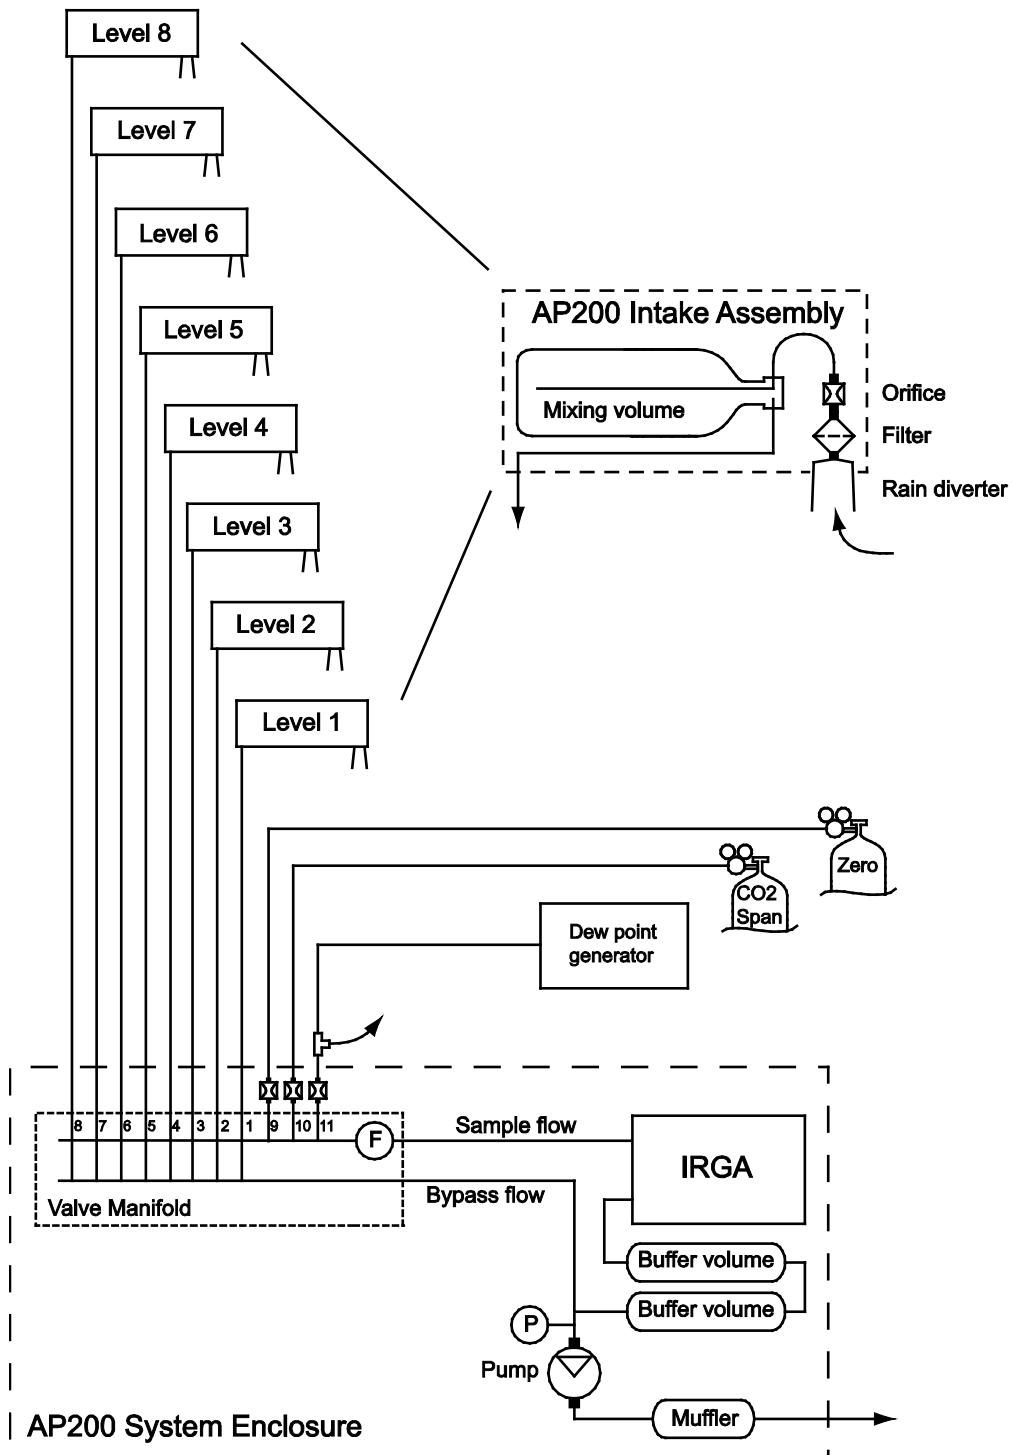 Level 8
Level 7
Level 6
Level 5
Level 4
Level 3
Level 2
Level 1
AP200 Intake Assembly
Mixing volume
Orifice
Filter
Rain diverter
Zero
CO2
Span
Dew point
generator
8 7 6 5 4 3 2 1 9 10 11
F
Sample flow
IRGA
Bypass flow
Valve Manifold
Buffer volume
Buffer volume
P
Pump
Muffler
AP200 System Enclosure